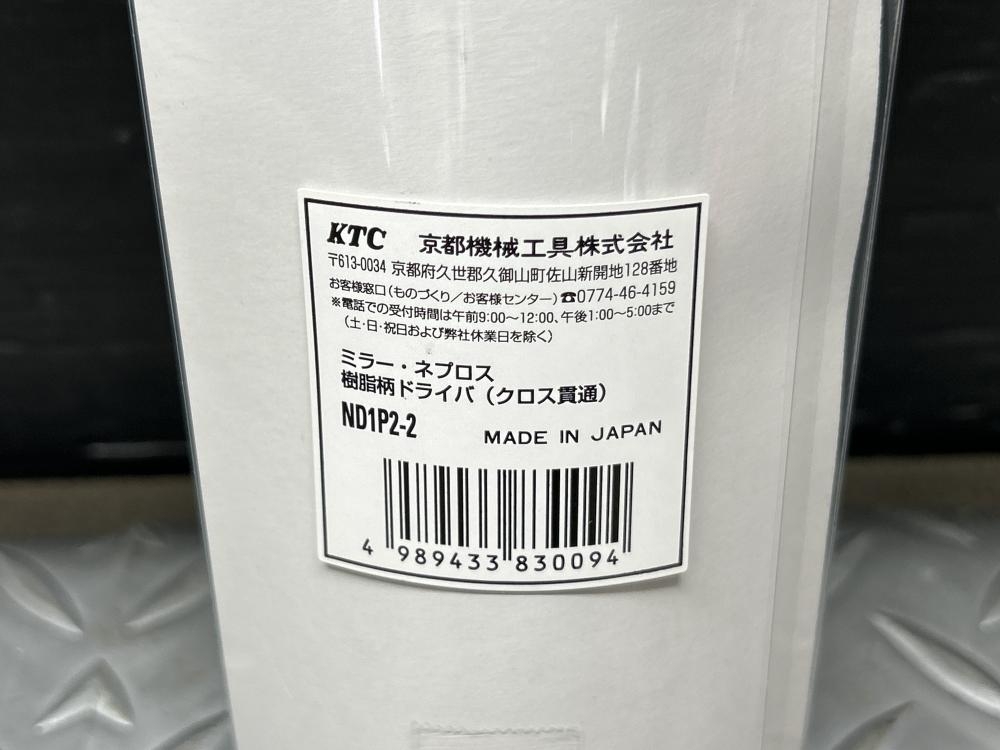 KTC 京都機械工具株式会社
〒613-0034 京都府久世郡久御山町佐山新開地128番地
お客様窓口(ものづくり/お客様センター)☎0774-46-4159
※電話での受付時間は午前9:00〜12:00、午後1:00〜5:00まで
(土・日・祝日および弊社休業日を除く)
ミラー・ネプロス
樹脂柄ドライバ(クロス貫通)
ND1P2-2 MADE IN JAPAN
4 989433 830094